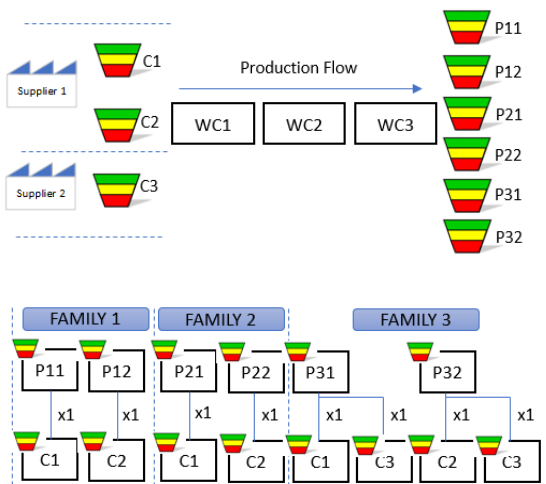 P11
C1
Production Flow
P12
Supplier 1
C2
WC1 WC2 WC3
P21
P22
C3
Supplier 2
P31
P32
FAMILY 1 FAMILY 2 FAMILY 3
P11 P12 P21 P22 P31 P32
x1 x1 x1 x1 x1 x1 x1 x1
C1 C2 C1 C2 C1 C3 C2 C3